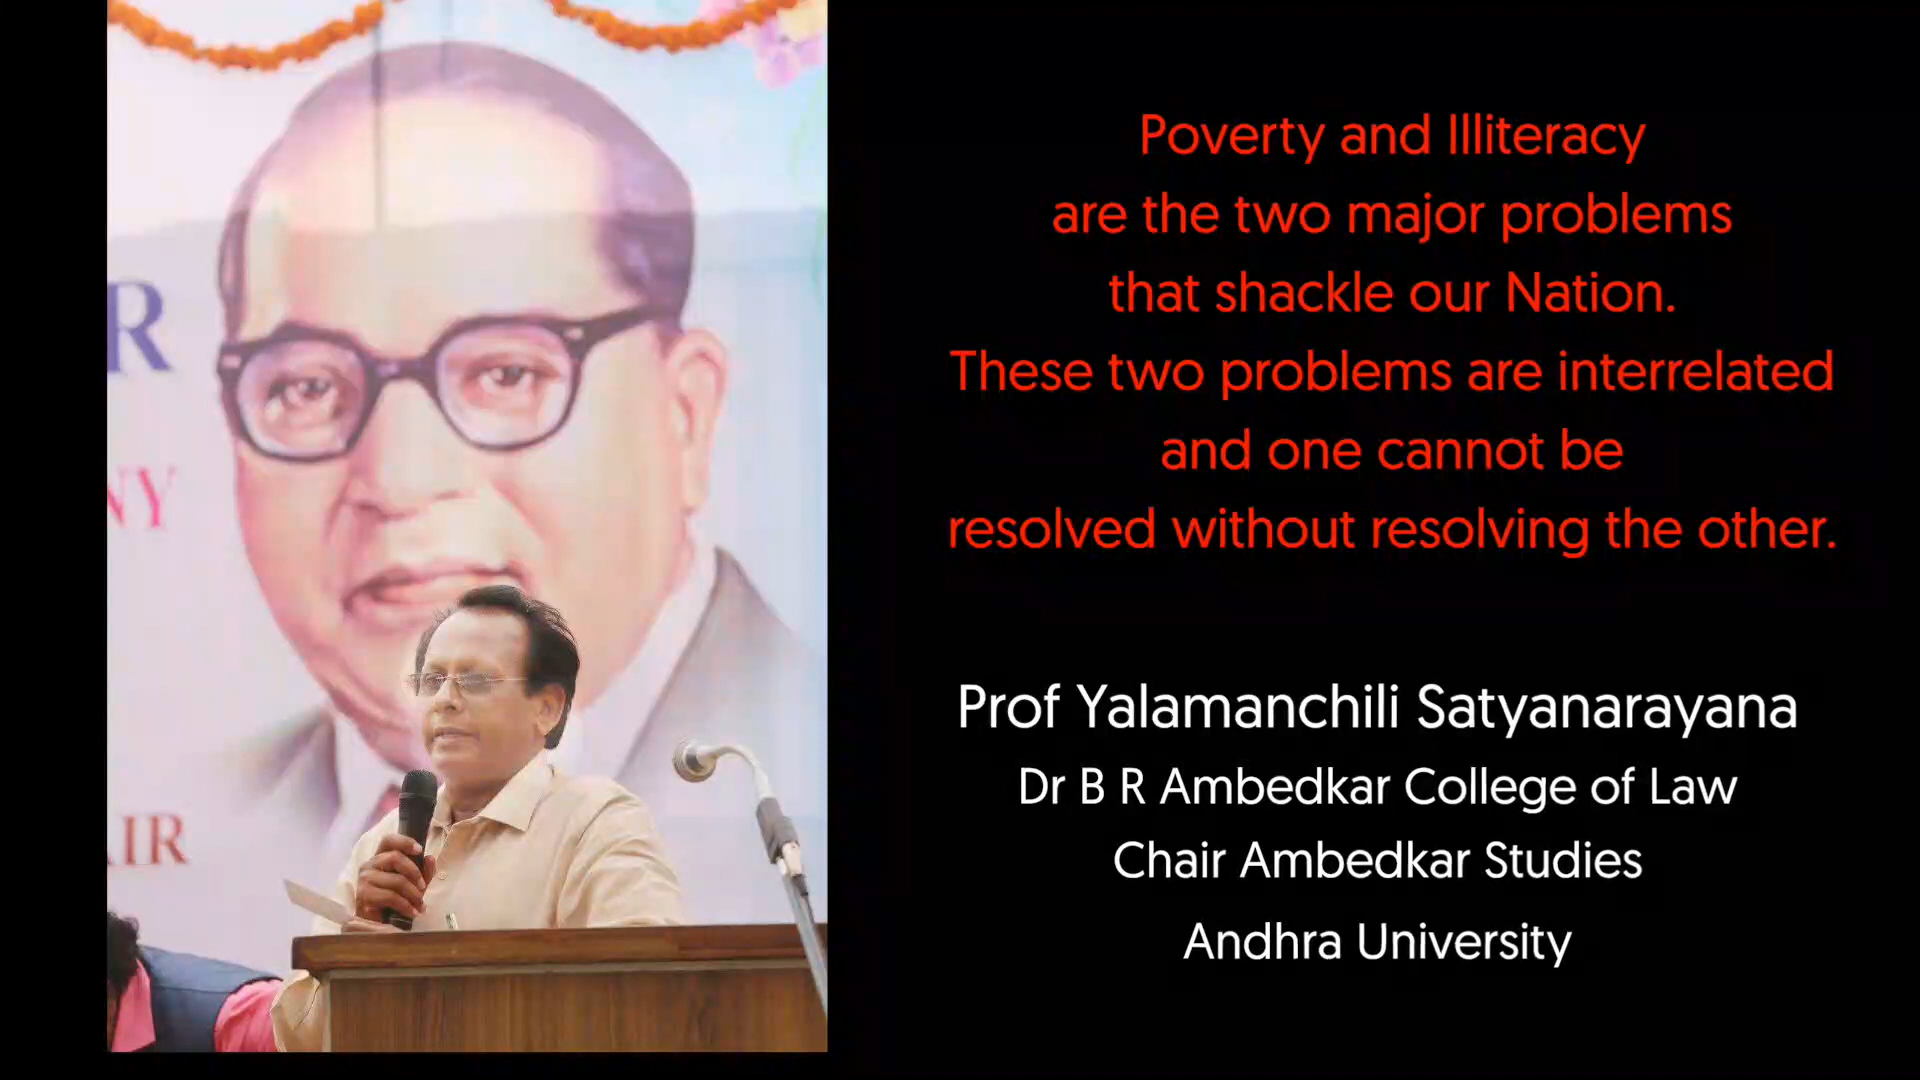 R
NY
AIR
Poverty and Illiteracy
are the two major problems
that shackle our Nation.
These two problems are interrelated
and one cannot be
resolved without resolving the other.
Prof Yalamanchili Satyanarayana
Dr B R Ambedkar College of Law
Chair Ambedkar Studies
Andhra University